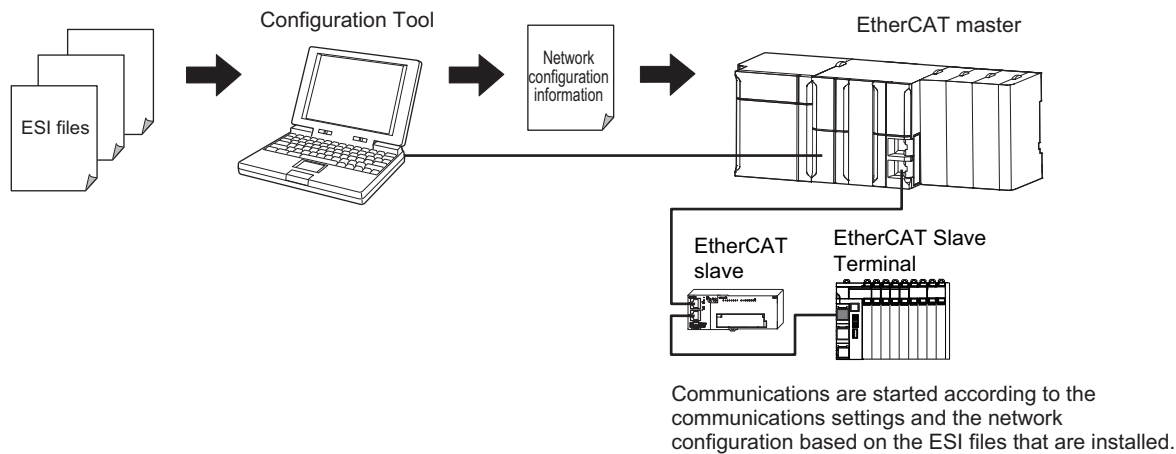 Configuration Tool
EtherCAT master
ESI files
Network
configuration
information
EtherCAT
slave
EtherCAT Slave
Terminal
Communications are started according to the
communications settings and the network
configuration based on the ESI files that are installed.